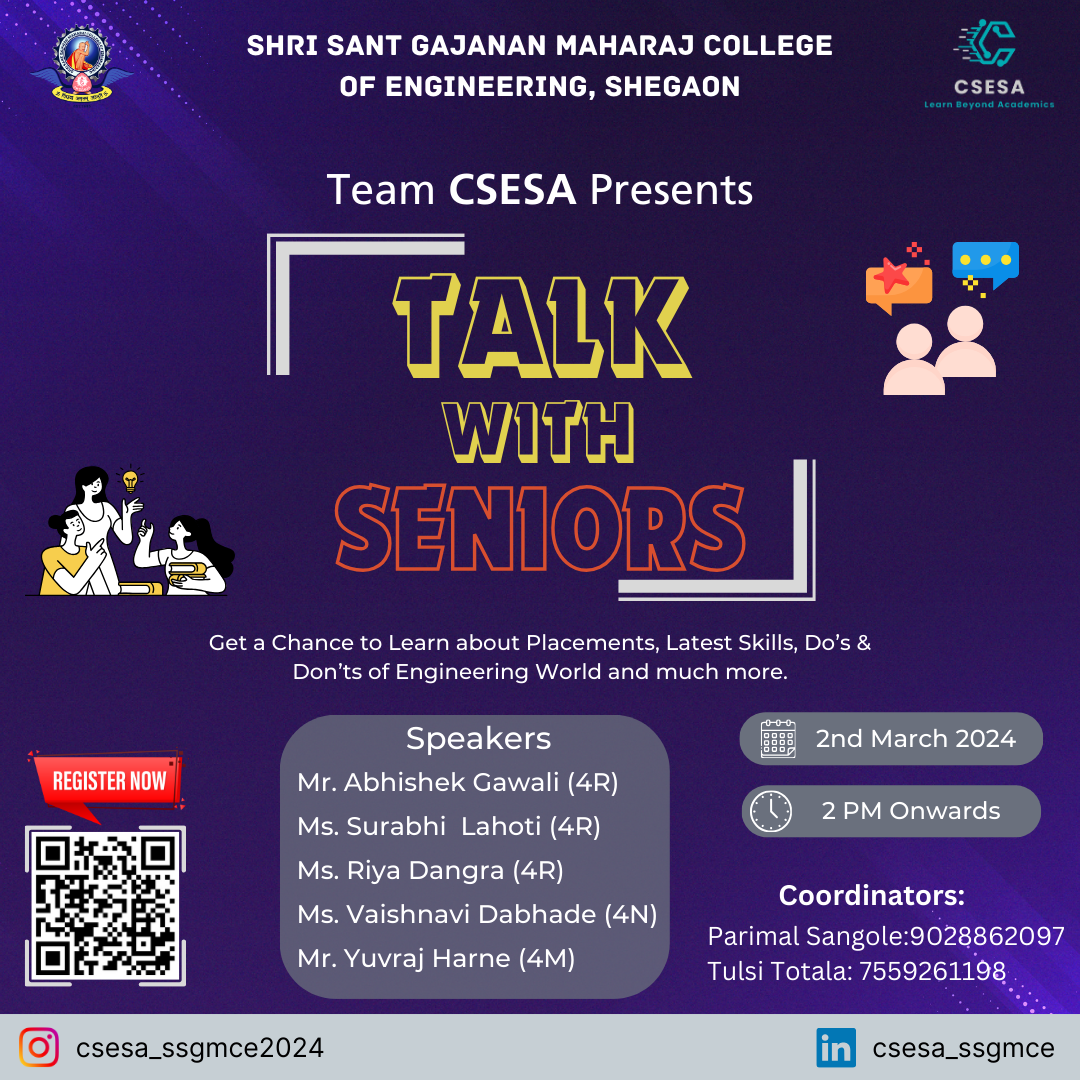 SHRI SANT GAJANAN MAHARAJ COLLEGE
OF ENGINEERING, SHEGAON
CSESA
Learn Beyond Academics
Team CSESA Presents
TALK
WITH
SENIORS
Get a Chance to Learn about Placements, Latest Skills, Do's &
Don'ts of Engineering World and much more.
REGISTER NOW
Speakers
Mr. Abhishek Gawali (4R)
Ms. Surabhi Lahoti (4R)
Ms. Riya Dangra (4R)
Ms. Vaishnavi Dabhade (4N)
Mr. Yuvraj Harne (4M)
2nd March 2024
2 PM Onwards
Coordinators:
Parimal Sangole:9028862097
Tulsi Totala: 7559261198
csesa_ssgmce2024
in csesa_ssgmce